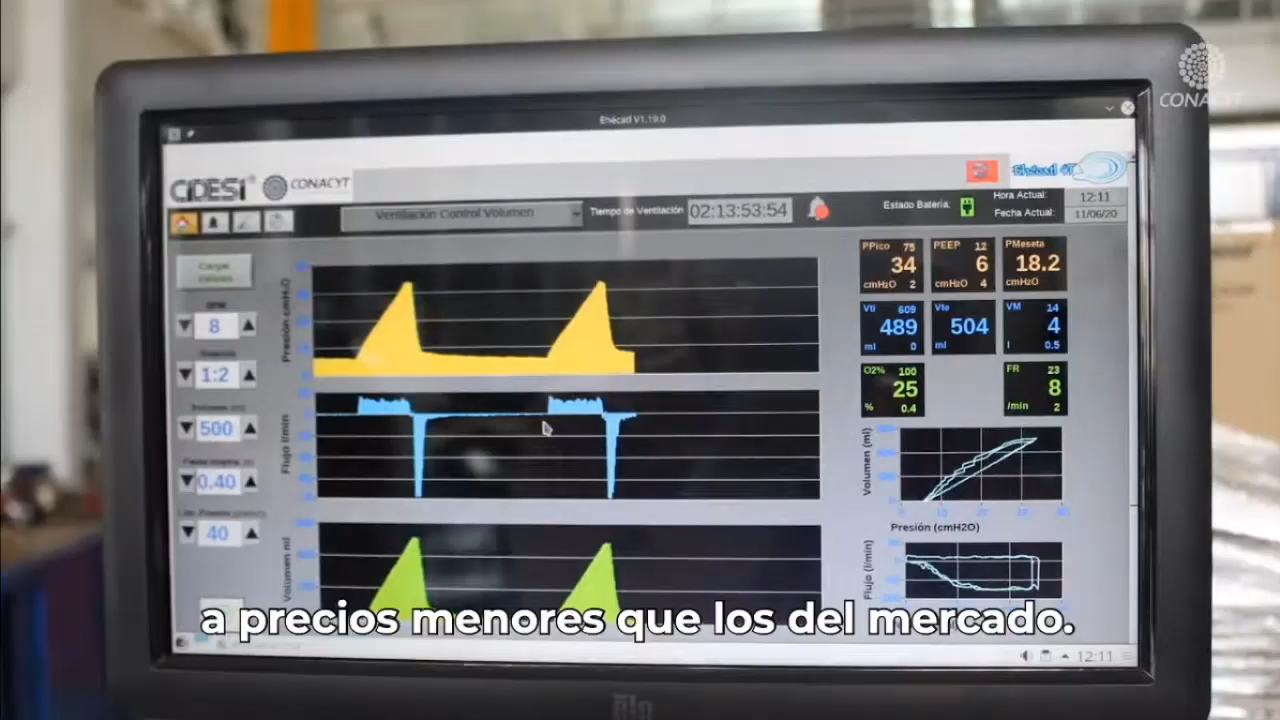 CONACYT
Ehécatl V1.19.0
CIDESI
CONACYT
Ehécatl 4T
Ventilación Control Volumen
Tiempo de Ventilación
02:13:53:54
Estado Batería:
Hora Actual:
12:11
Fecha Actual:
11/06/20
8
1:2
500
0.40
40
Presión cmH2O
Flujo l/min
Volumen ml
PPico 75
34
cmH2O 2
PEEP 12
6
cmH2O 4
PMeseta
18.2
cmH2O
Vti 609
489
ml 0
Vte
504
ml
VM 14
4
l 0.5
O2% 100
25
% 0.4
FR 23
8
/min 2
Volumen (ml)
Presión (cmH2O)
Flujo (l/min)
a precios menores que los del mercado.
12:11
elo